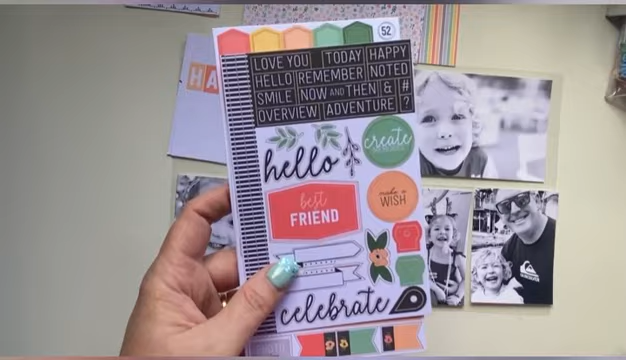 52
LOVE YOU TODAY HAPPY
HELLO REMEMBER NOTED
SMILE NOW AND THEN & #
OVERVIEW ADVENTURE ?
create
hello
make a
WISH
best
FRIEND
celebrate
HA